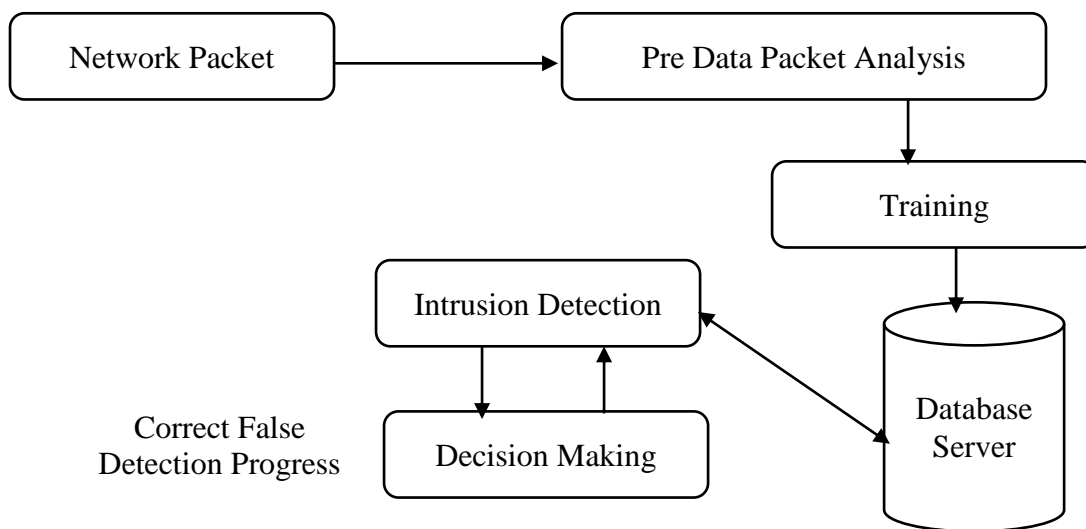 Network Packet
Pre Data Packet Analysis
Training
Intrusion Detection
Database
Server
Correct False
Detection Progress
Decision Making